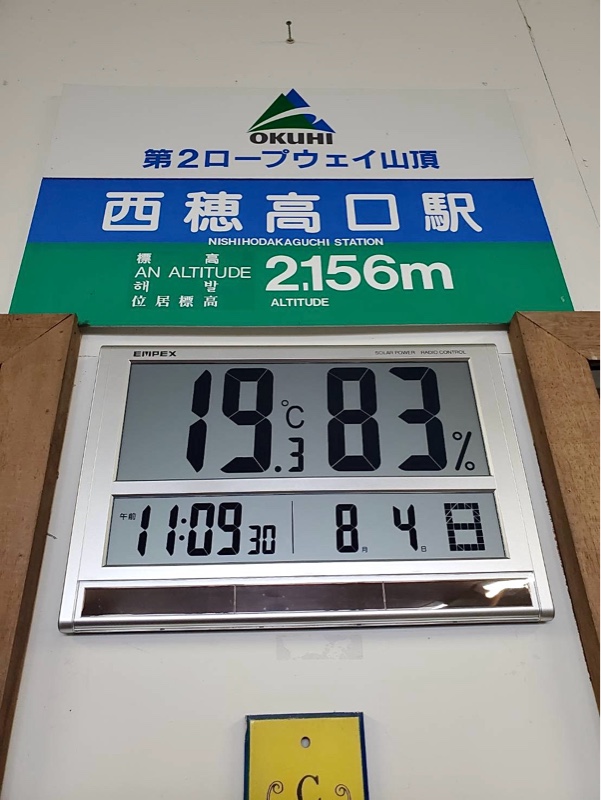 OKUHI
第2ロープウェイ山頂
西穂高口駅
NISHIHODAKAGUCHI STATION
標高
AN ALTITUDE
해발
位居標高
2,156m
ALTITUDE
EMPEX
SOLAR POWER RADIO CONTROL
19.3℃ 83%
午前 11:09 30 8月 4日 日
C